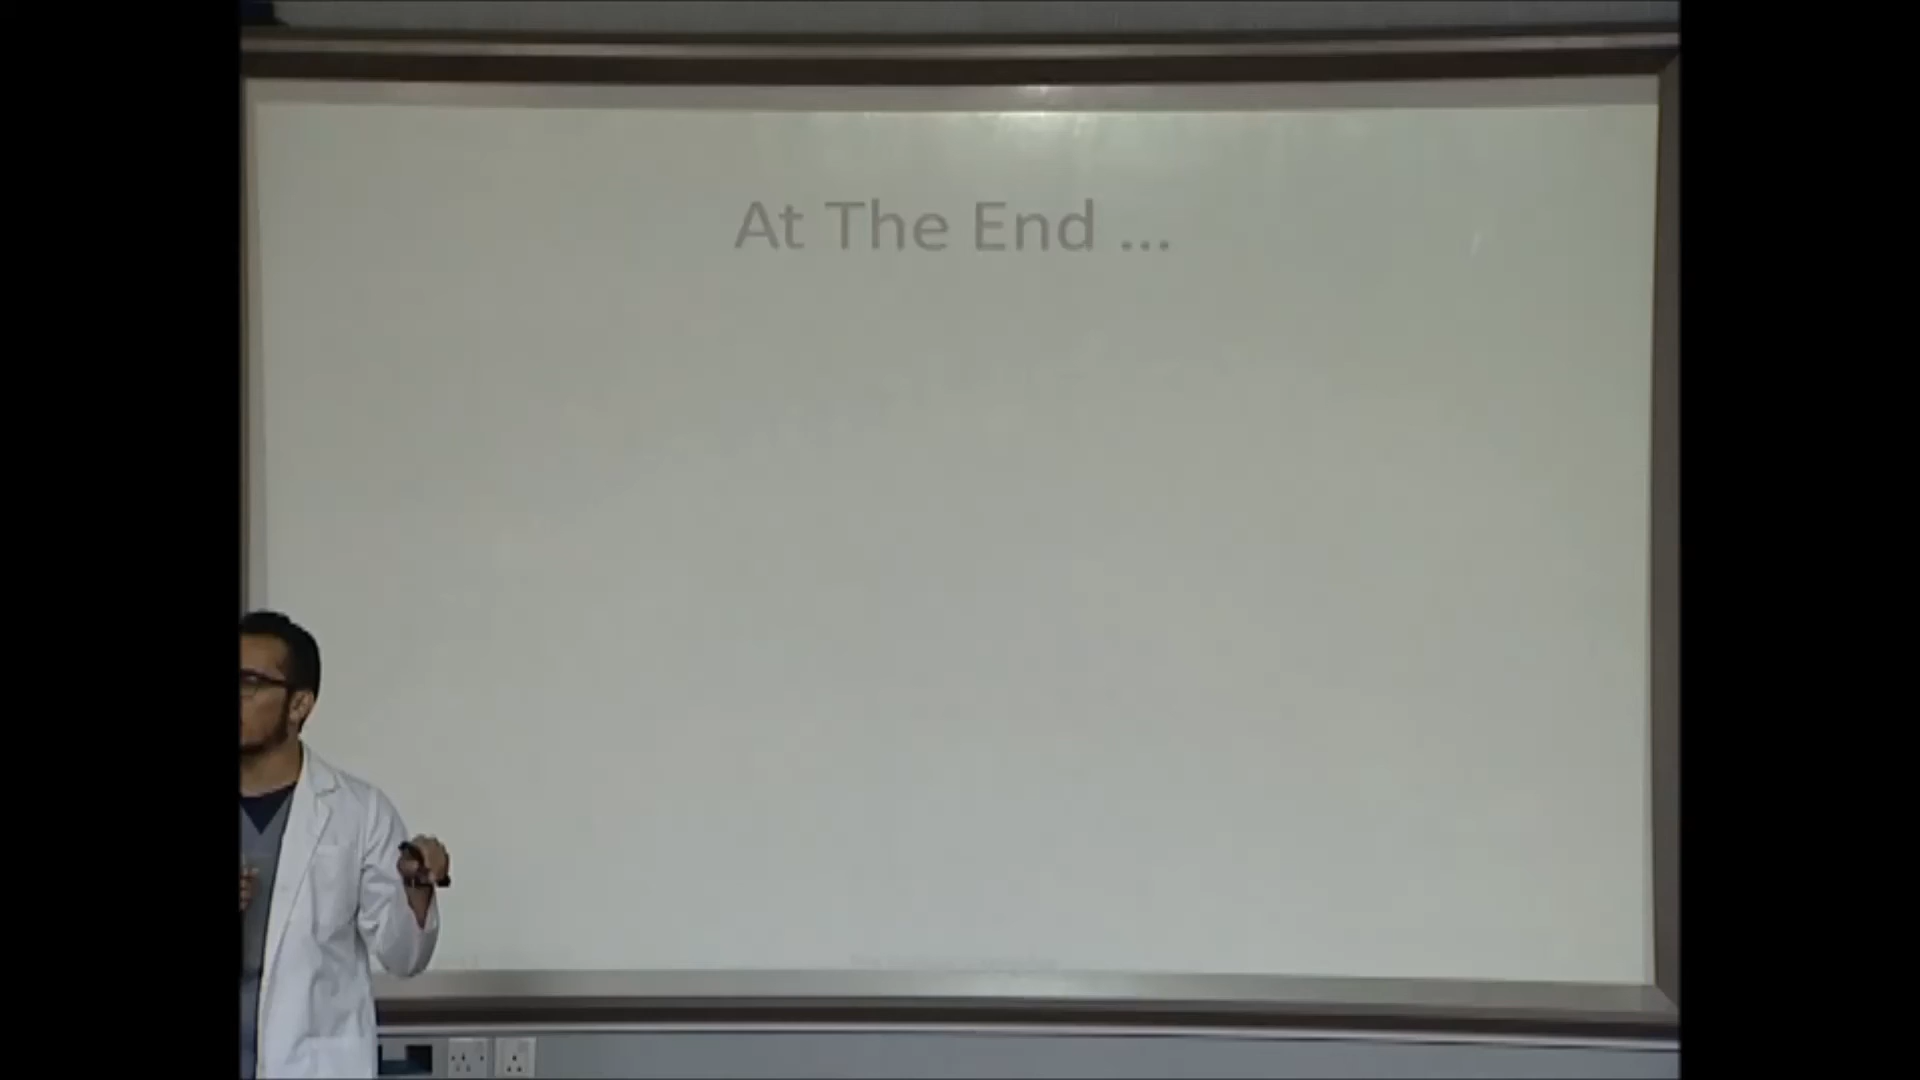 At The End ...